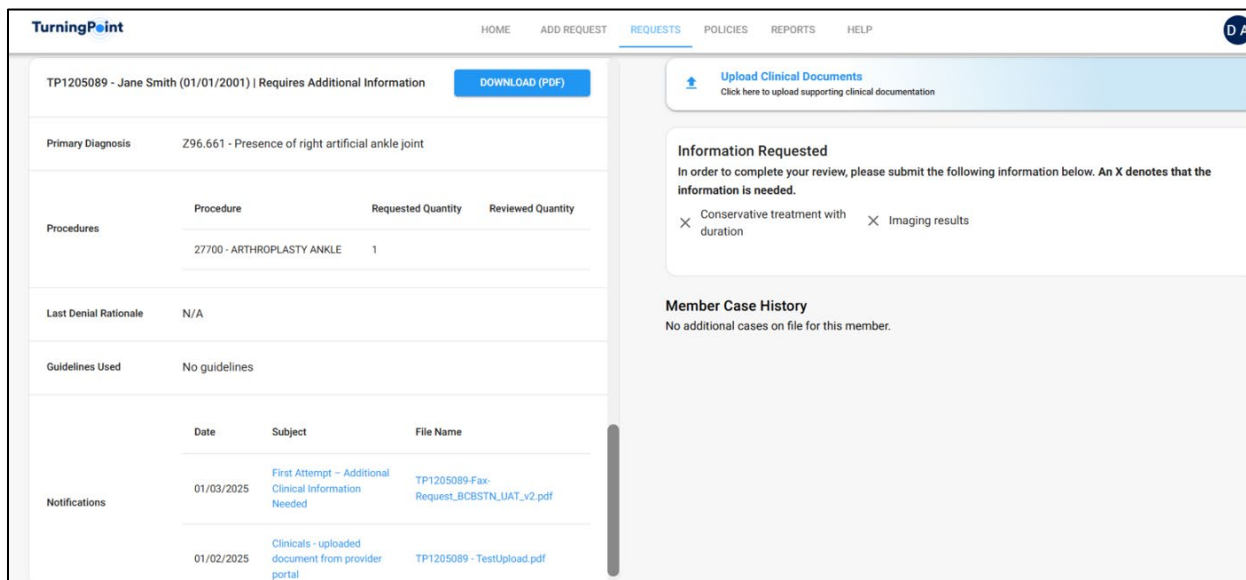 TurningPoint
HOME ADD REQUEST REQUESTS POLICIES REPORTS HELP
D A
TP1205089 - Jane Smith (01/01/2001) | Requires Additional Information
DOWNLOAD (PDF)
Primary Diagnosis
Z96.661 - Presence of right artificial ankle joint
Procedures
Procedure Requested Quantity Reviewed Quantity
27700 - ARTHROPLASTY ANKLE 1
Last Denial Rationale
N/A
Guidelines Used
No guidelines
Notifications
Date Subject File Name
01/03/2025
First Attempt – Additional
Clinical Information
Needed
TP1205089-Fax-
Request_BCBSTN_UAT_v2.pdf
01/02/2025
Clinicals - uploaded
document from provider
portal
TP1205089 - TestUpload.pdf
Upload Clinical Documents
Click here to upload supporting clinical documentation
Information Requested
In order to complete your review, please submit the following information below. An X denotes that the
information is needed.
Conservative treatment with
duration
Imaging results
Member Case History
No additional cases on file for this member.